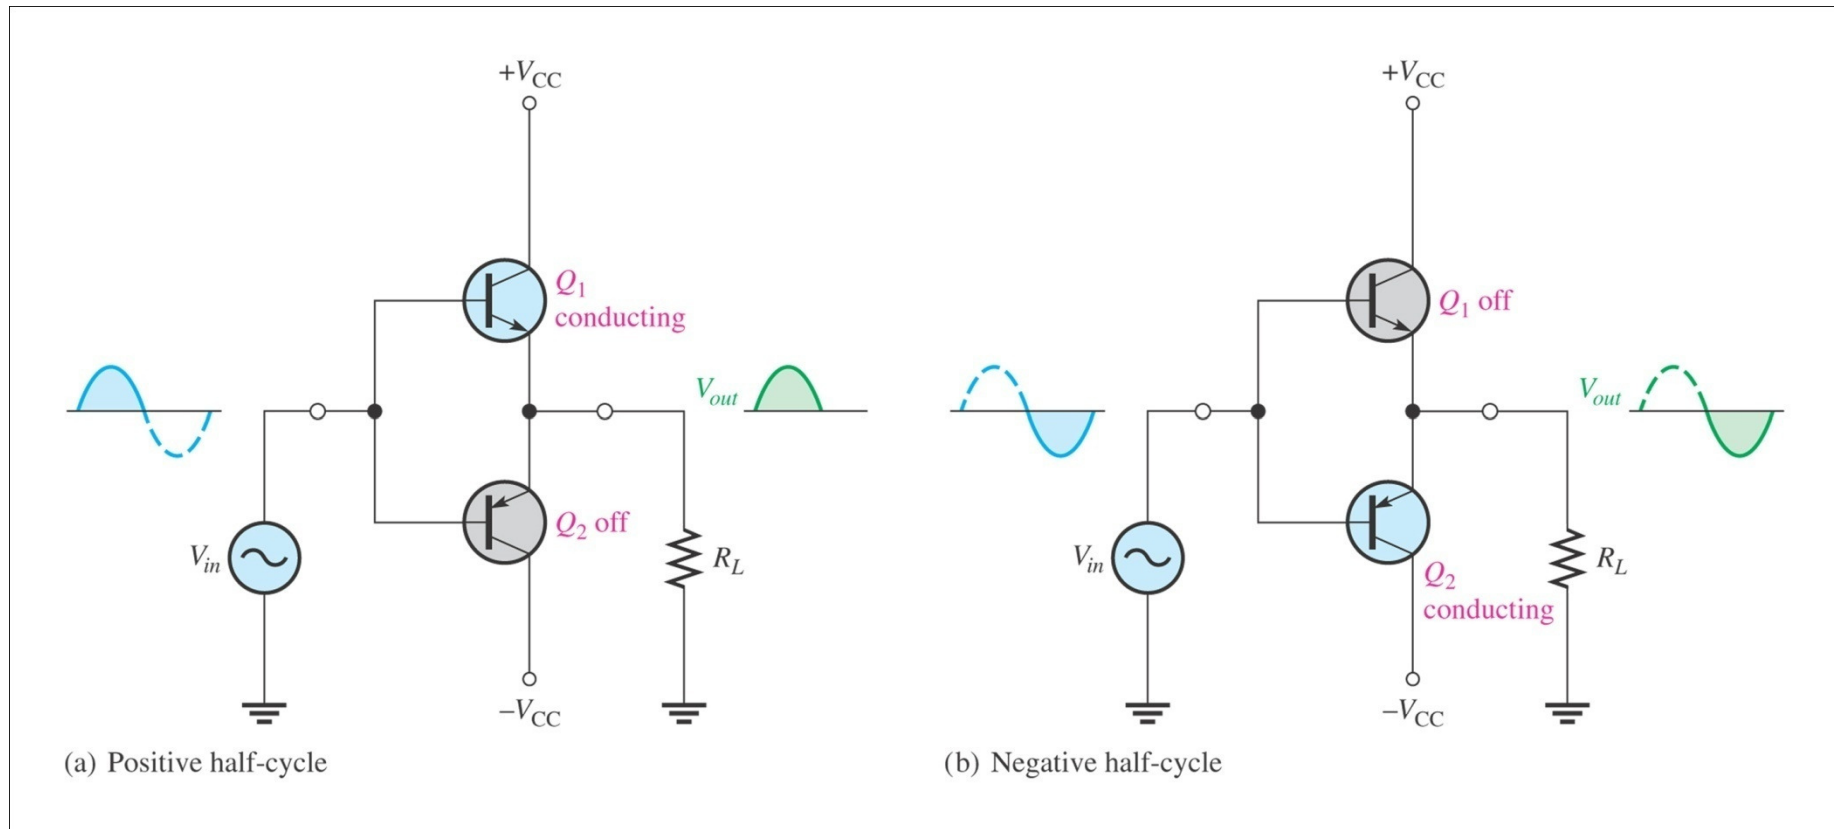 +VCC
Q1
conducting
Vout
Q2 off
Vin
RL
−VCC
(a) Positive half-cycle
+VCC
Q1 off
Vout
Vin
RL
Q2
conducting
−VCC
(b) Negative half-cycle